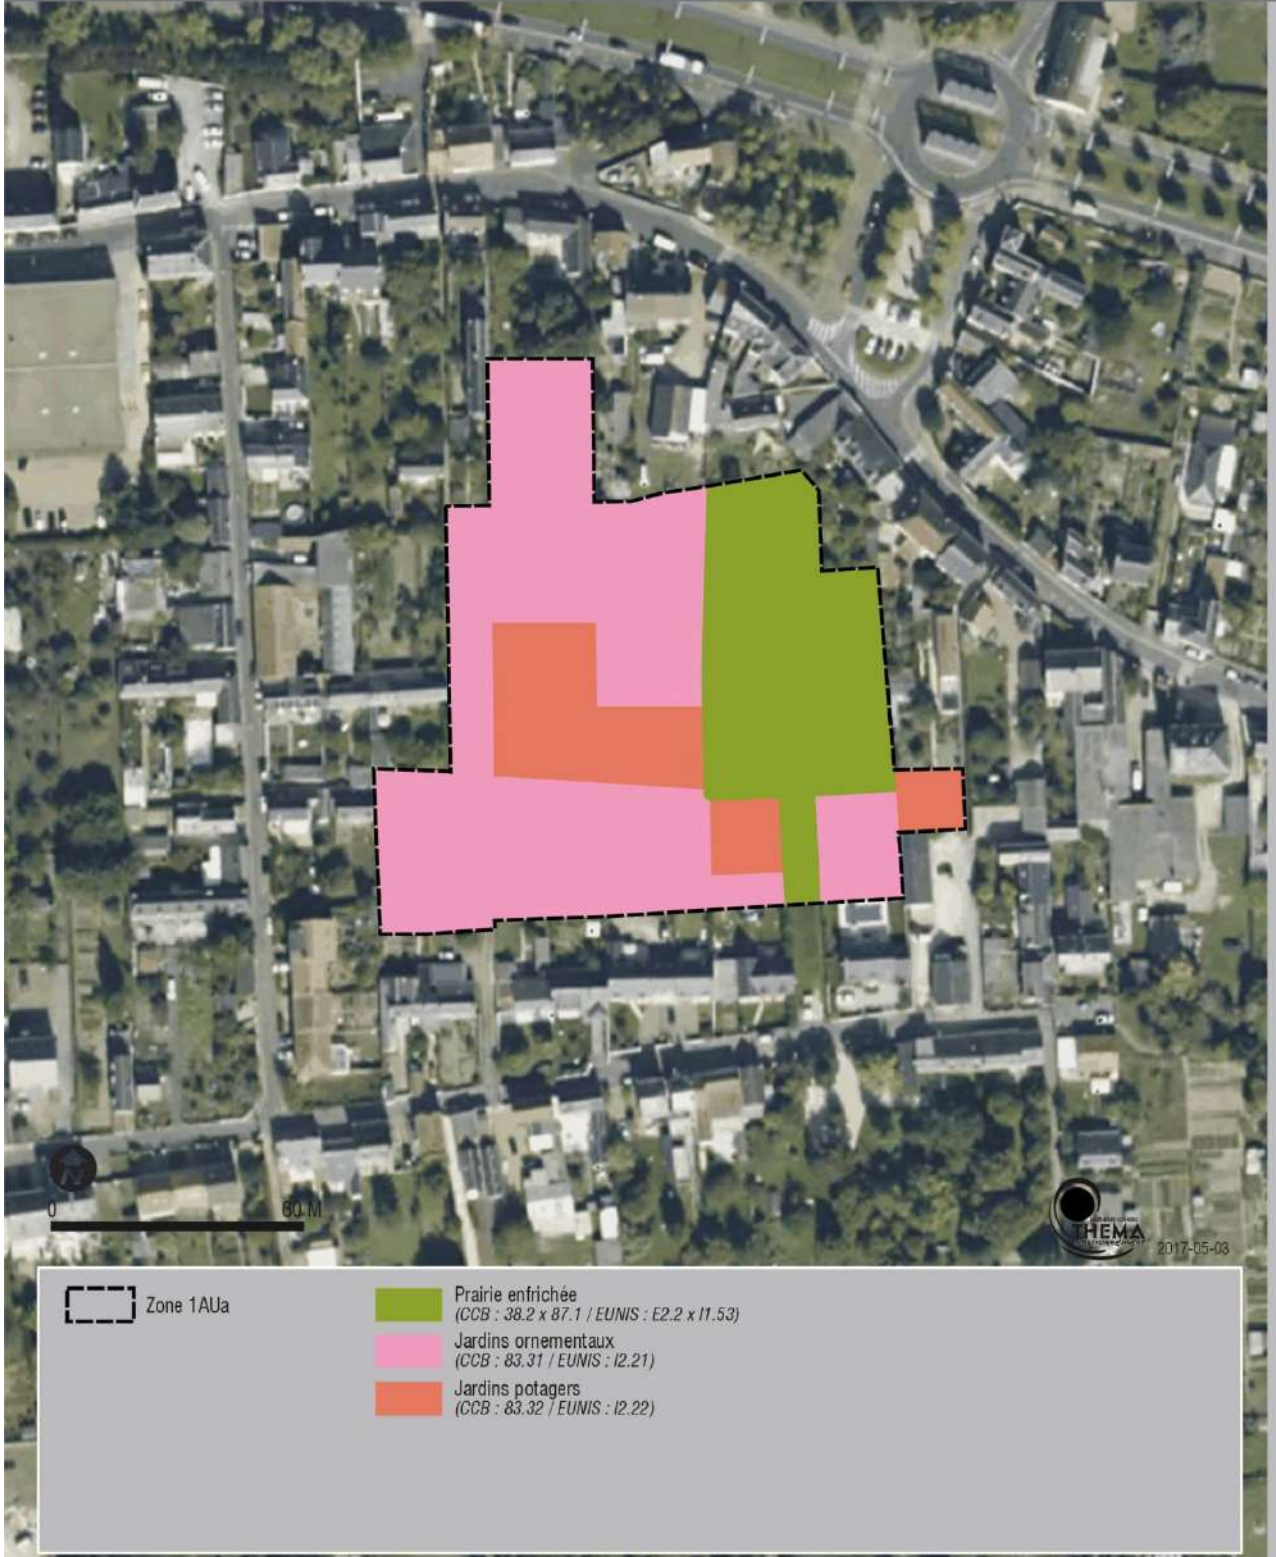 N
0
60 M
THEMA
2017-05-03
Zone 1AUa
Prairie enfrichée
(CCB : 38.2 x 87.1 / EUNIS : E2.2 x I1.53)
Jardins ornementaux
(CCB : 83.31 / EUNIS : I2.21)
Jardins potagers
(CCB : 83.32 / EUNIS : I2.22)